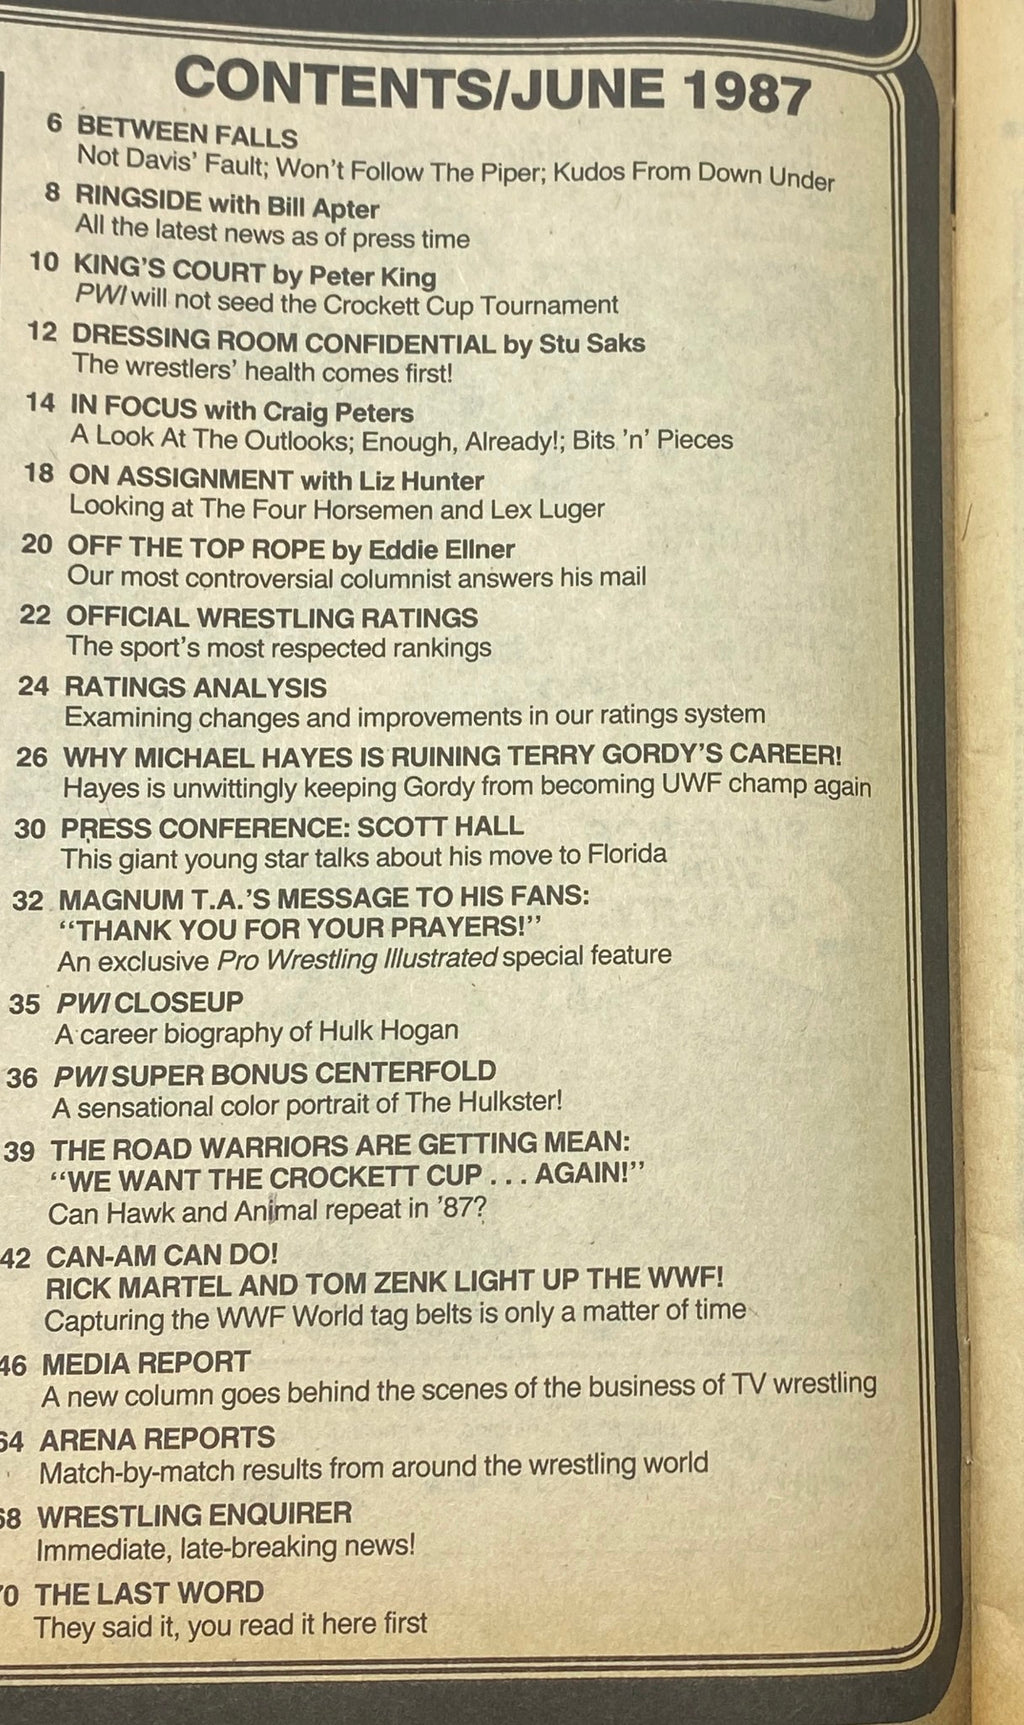 CONTENTS/JUNE 1987
6 BETWEEN FALLS
Not Davis' Fault; Won't Follow The Piper; Kudos From Down Under
8 RINGSIDE with Bill Apter
All the latest news as of press time
10 KING'S COURT by Peter King
PWI will not seed the Crockett Cup Tournament
12 DRESSING ROOM CONFIDENTIAL by Stu Saks
The wrestlers' health comes first!
14 IN FOCUS with Craig Peters
A Look At The Outlooks; Enough, Already!; Bits 'n' Pieces
18 ON ASSIGNMENT with Liz Hunter
Looking at The Four Horsemen and Lex Luger
20 OFF THE TOP ROPE by Eddie Ellner
Our most controversial columnist answers his mail
22 OFFICIAL WRESTLING RATINGS
The sport's most respected rankings
24 RATINGS ANALYSIS
Examining changes and improvements in our ratings system
26 WHY MICHAEL HAYES IS RUINING TERRY GORDY'S CAREER!
Hayes is unwittingly keeping Gordy from becoming UWF champ again
30 PRESS CONFERENCE: SCOTT HALL
This giant young star talks about his move to Florida
32 MAGNUM T.A.'S MESSAGE TO HIS FANS:
"THANK YOU FOR YOUR PRAYERS!"
An exclusive Pro Wrestling Illustrated special feature
35 PWI CLOSEUP
A career biography of Hulk Hogan
36 PWI SUPER BONUS CENTERFOLD
A sensational color portrait of The Hulkster!
39 THE ROAD WARRIORS ARE GETTING MEAN:
"WE WANT THE CROCKETT CUP . . . AGAIN!"
Can Hawk and Animal repeat in '87?
42 CAN-AM CAN DO!
RICK MARTEL AND TOM ZENK LIGHT UP THE WWF!
Capturing the WWF World tag belts is only a matter of time
46 MEDIA REPORT
A new column goes behind the scenes of the business of TV wrestling
64 ARENA REPORTS
Match-by-match results from around the wrestling world
68 WRESTLING ENQUIRER
Immediate, late-breaking news!
70 THE LAST WORD
They said it, you read it here first